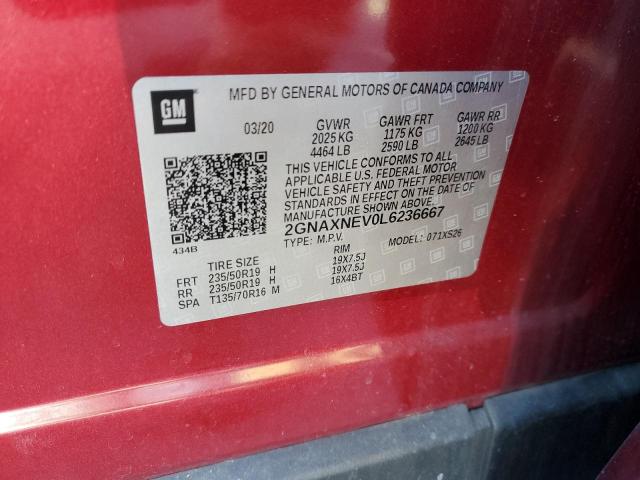 GM
MFD BY GENERAL MOTORS OF CANADA COMPANY
03/20 GVWR GAWR FRT GAWR RR
2025 KG 1175 KG 1200 KG
4464 LB 2590 LB 2645 LB
THIS VEHICLE CONFORMS TO ALL
APPLICABLE U.S. FEDERAL MOTOR
VEHICLE SAFETY AND THEFT PREVENTION
STANDARDS IN EFFECT ON THE DATE OF
MANUFACTURE SHOWN ABOVE.
2GNAXNEV0L6236667
434B TYPE: M.P.V. MODEL: 071XS26
TIRE SIZE RIM
FRT 235/50R19 H 19X7.5J
RR 235/50R19 H 19X7.5J
SPA T135/70R16 M 16X4BT